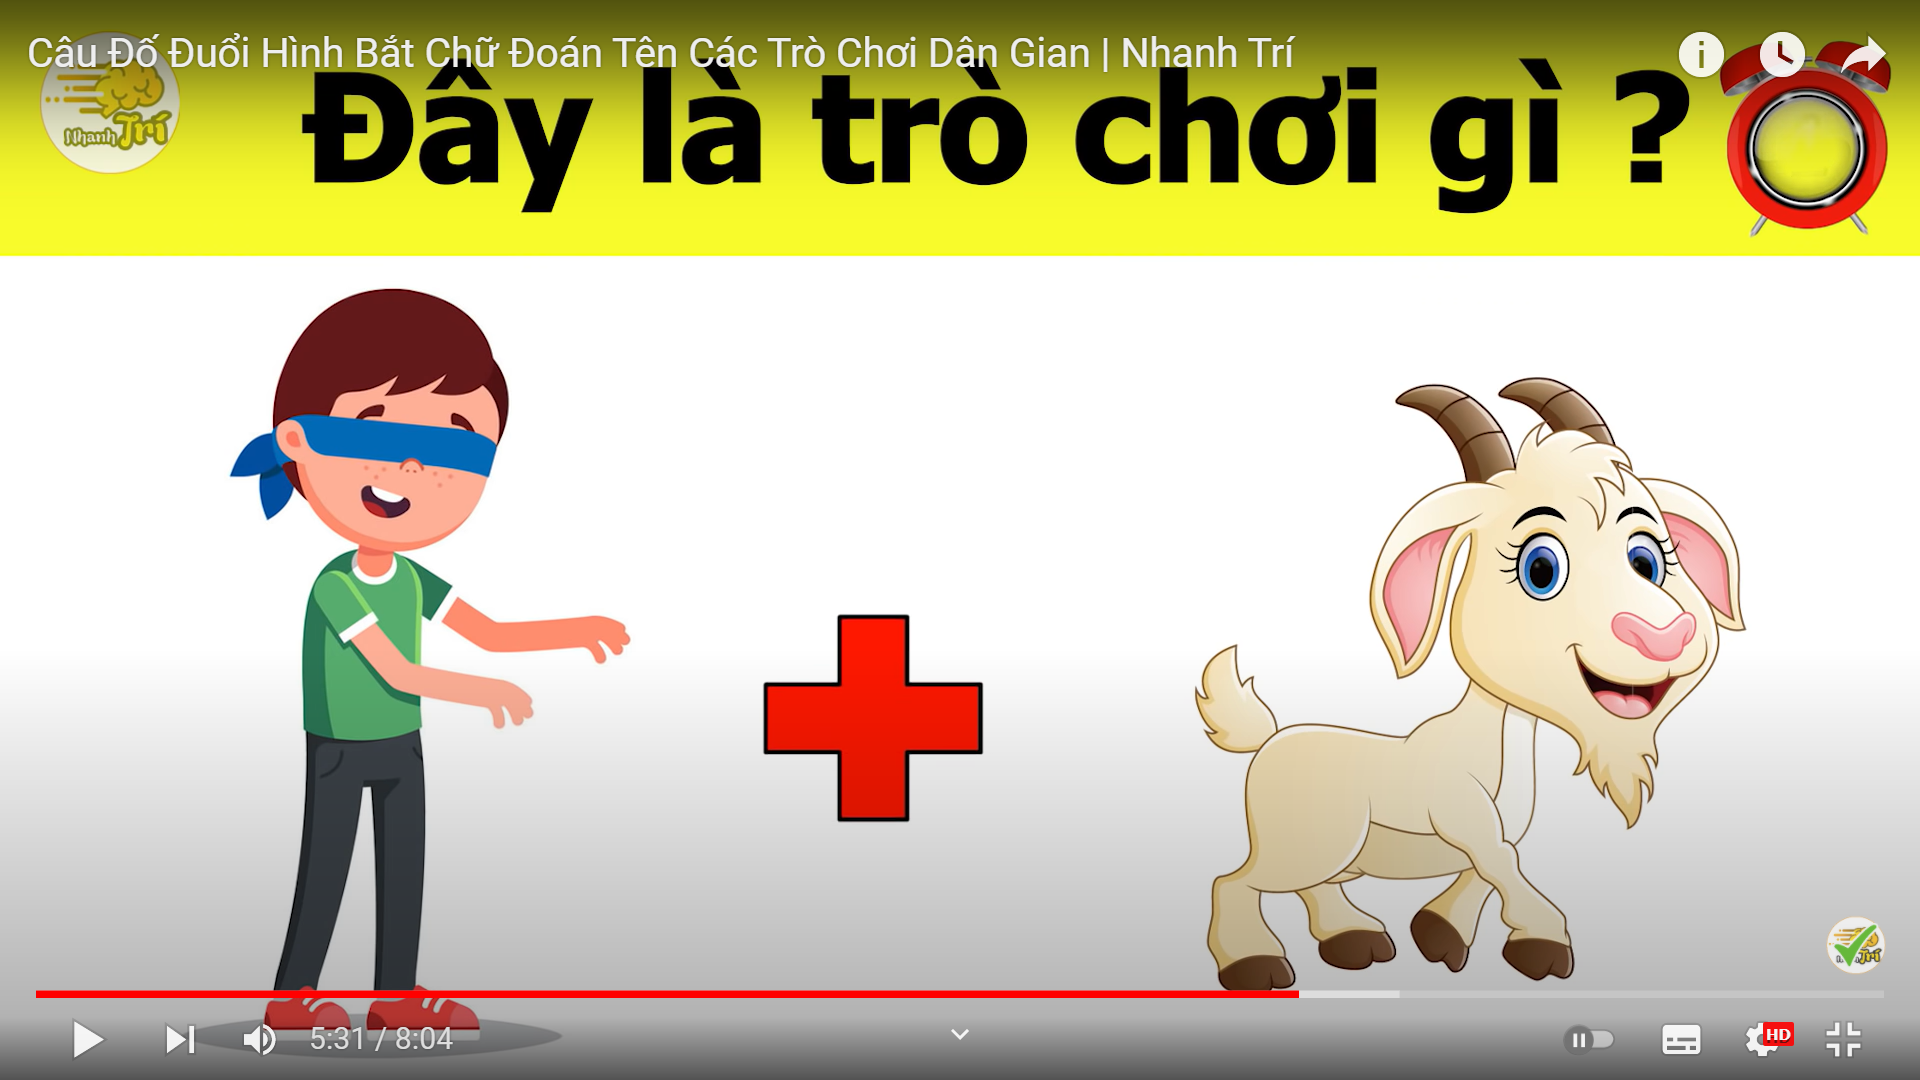 Câu Đố Đuổi Hình Bắt Chữ Đoán Tên Các Trò Chơi Dân Gian | Nhanh Trí
Nhanh Trí
Đây là trò chơi gì ?
Trí
5:31 / 8:04
HD